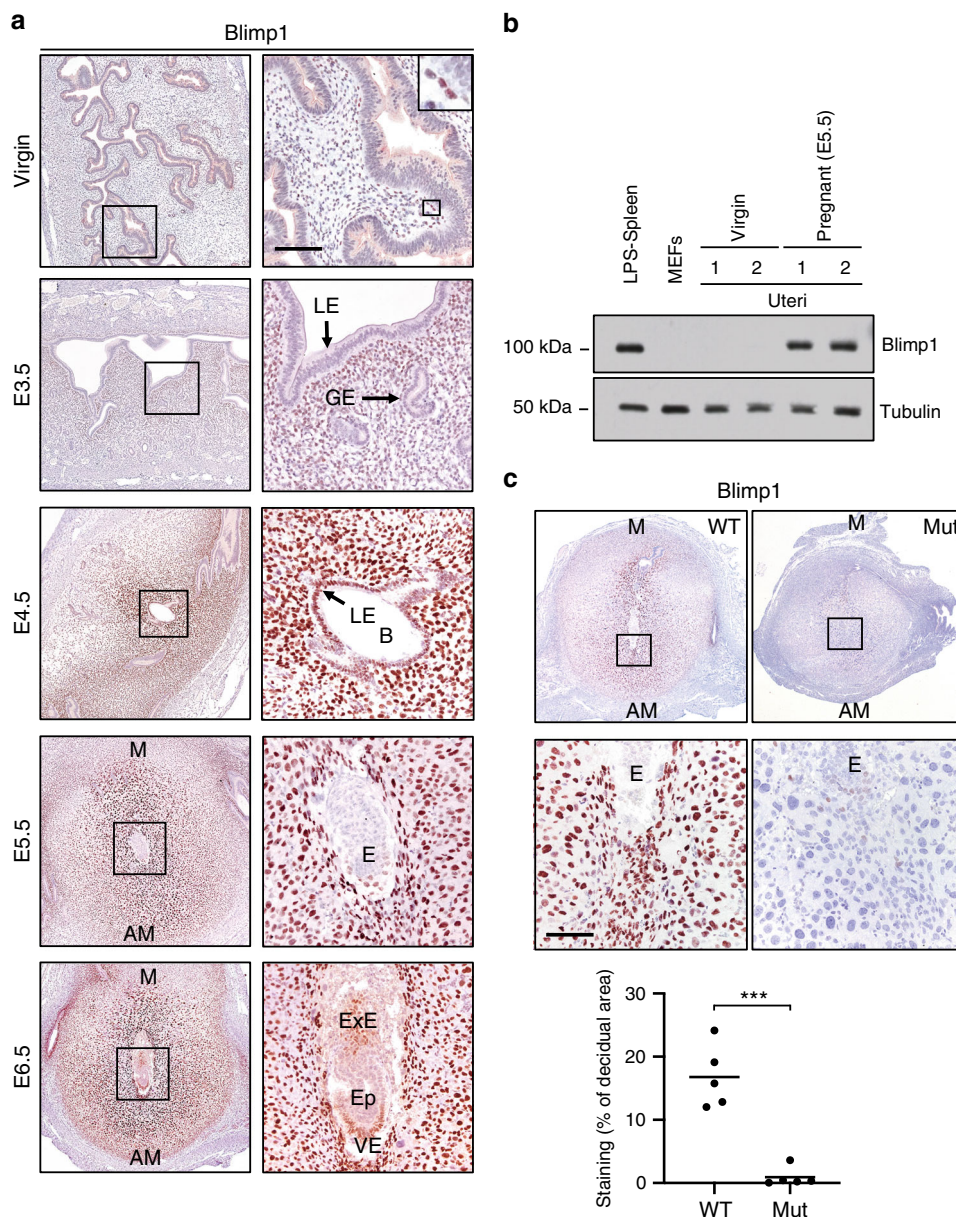 a
Blimp1
Virgin
E3.5
LE
GE
E4.5
LE
B
E5.5
M
AM
E
E6.5
M
AM
ExE
Ep
VE
b
LPS-Spleen
MEFs
Virgin
Pregnant (E5.5)
1 2 1 2
Uteri
100 kDa
Blimp1
50 kDa
Tubulin
c
Blimp1
M WT
AM
M Mut
AM
E
E
Staining (% of decidual area)
30
20
10
0
***
WT Mut